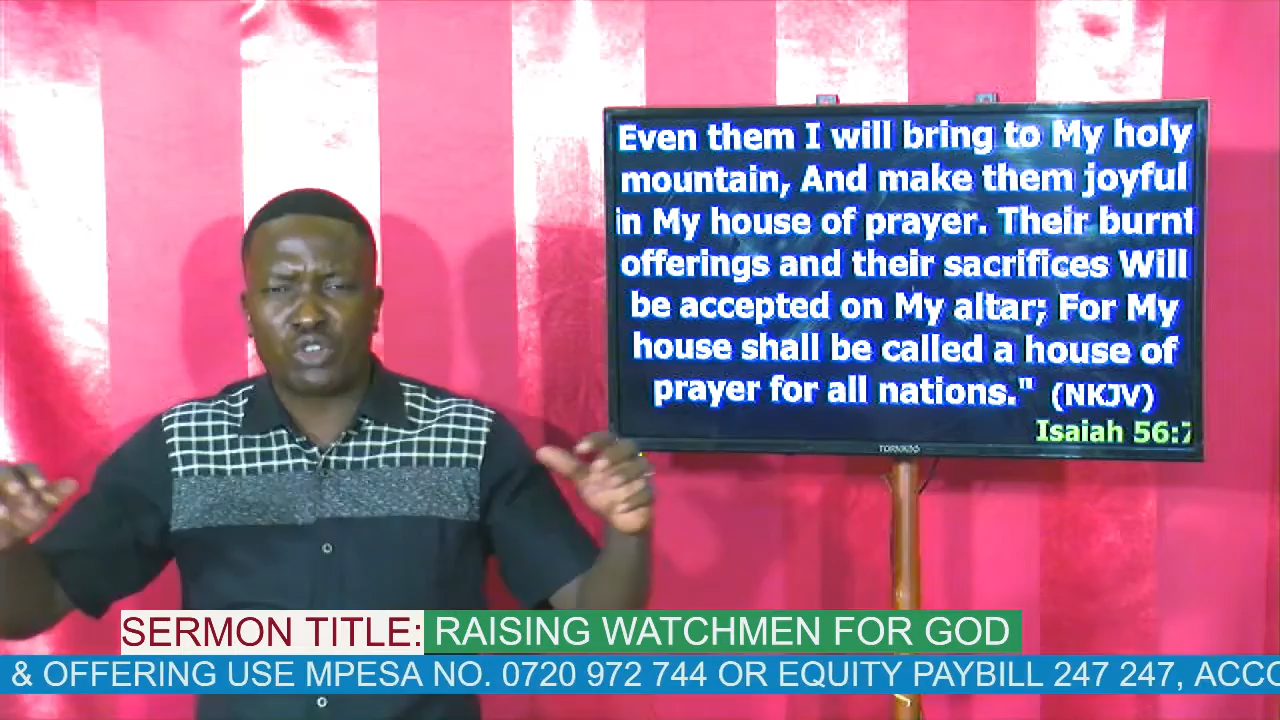 Even them I will bring to My holy
mountain, And make them joyful
in My house of prayer. Their burnt
offerings and their sacrifices Will
be accepted on My altar; For My
house shall be called a house of
prayer for all nations." (NKJV)
Isaiah 56:7
SERMON TITLE: RAISING WATCHMEN FOR GOD
& OFFERING USE MPESA NO. 0720 972 744 OR EQUITY PAYBILL 247 247, ACCO